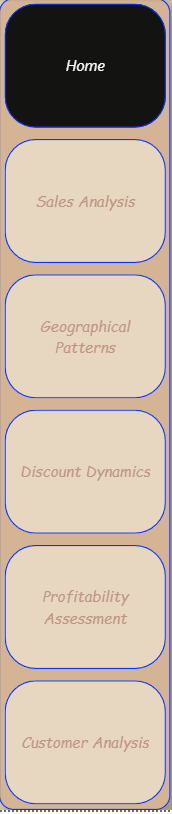 Home
Sales Analysis
Geographical
Patterns
Discount Dynamics
Profitability
Assessment
Customer Analysis